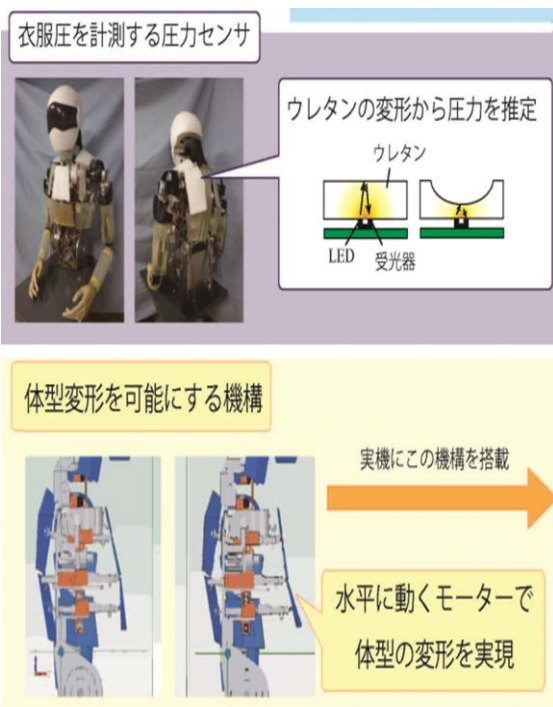 衣服圧を計測する圧力センサ
ウレタンの変形から圧力を推定
ウレタン
LED
受光器
体型変形を可能にする機構
実機にこの機構を搭載
水平に動くモーターで
体型の変形を実現